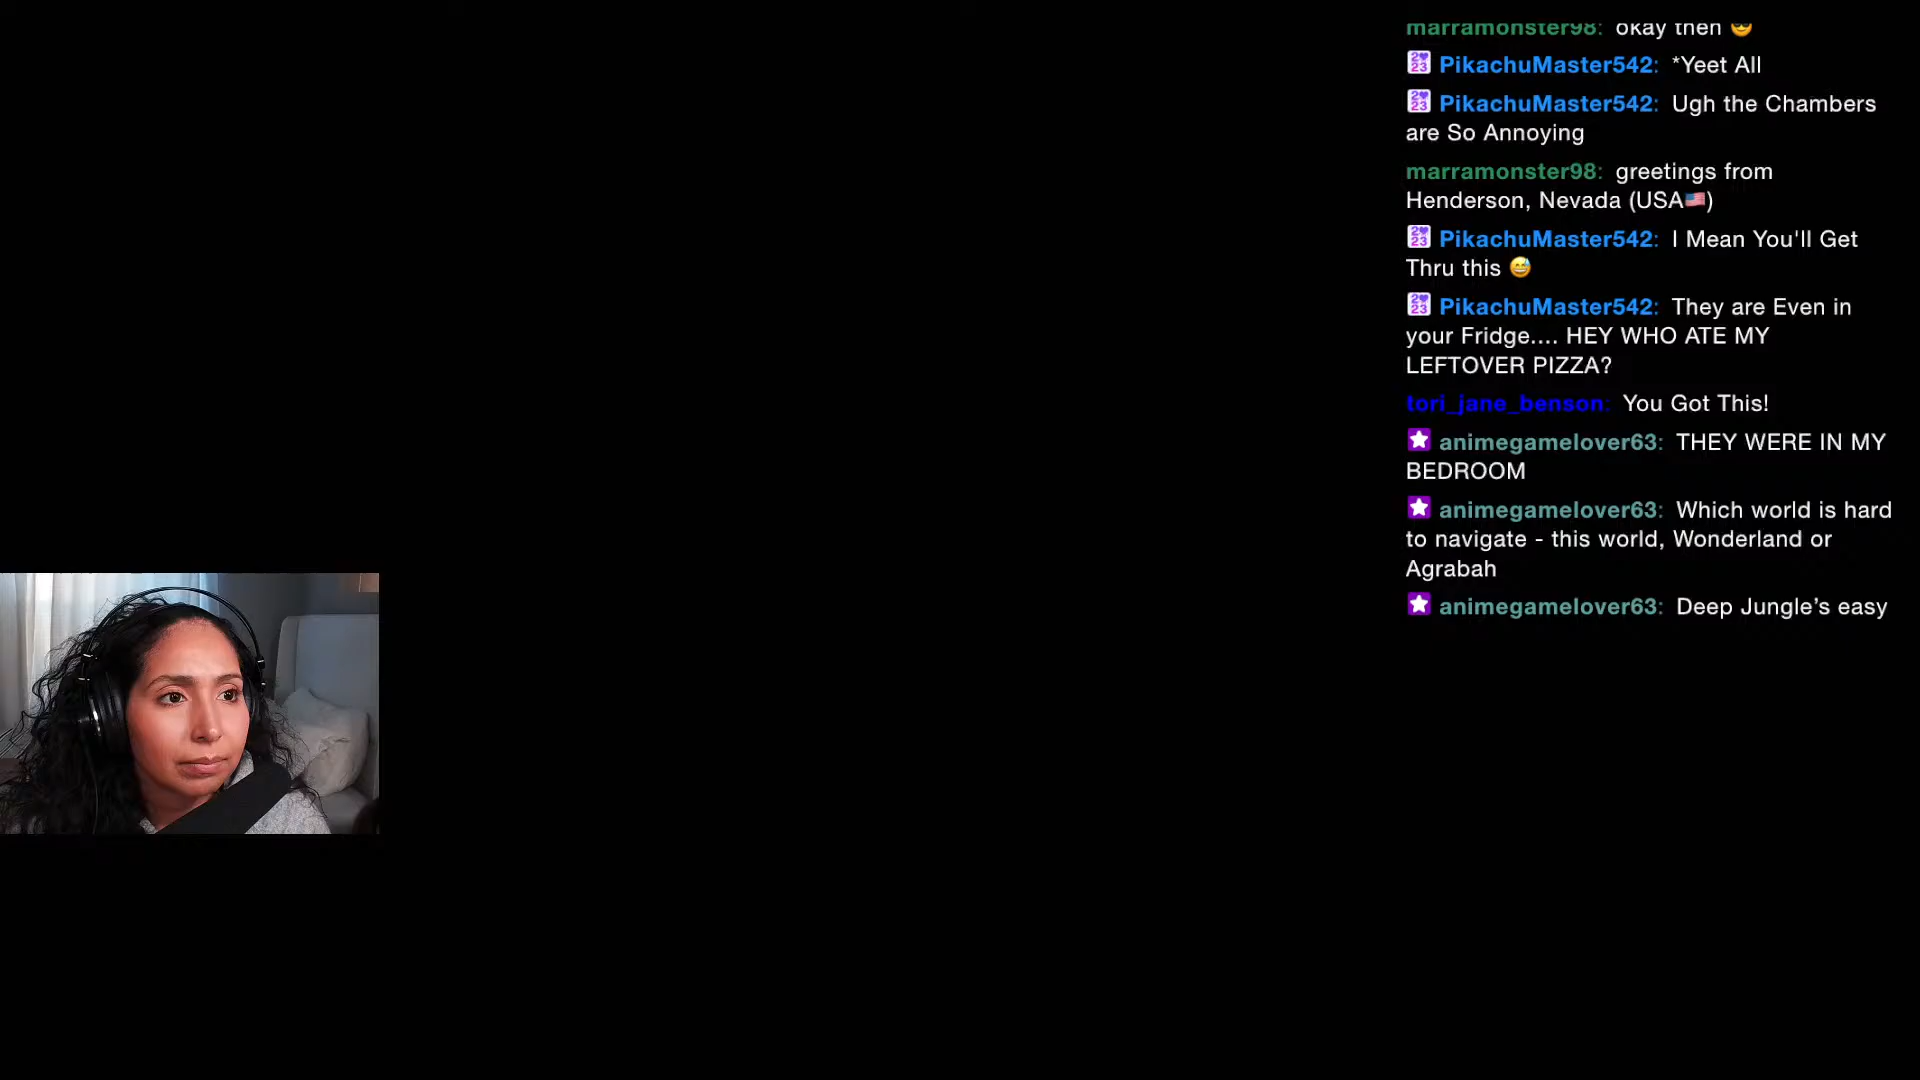 marramonster98: okay then 😎
PikachuMaster542: *Yeet All
PikachuMaster542: Ugh the Chambers
are So Annoying
marramonster98: greetings from
Henderson, Nevada (USA🇺🇸)
PikachuMaster542: I Mean You'll Get
Thru this 😅
PikachuMaster542: They are Even in
your Fridge.... HEY WHO ATE MY
LEFTOVER PIZZA?
tori_jane_benson: You Got This!
animegamelover63: THEY WERE IN MY
BEDROOM
animegamelover63: Which world is hard
to navigate - this world, Wonderland or
Agrabah
animegamelover63: Deep Jungle’s easy